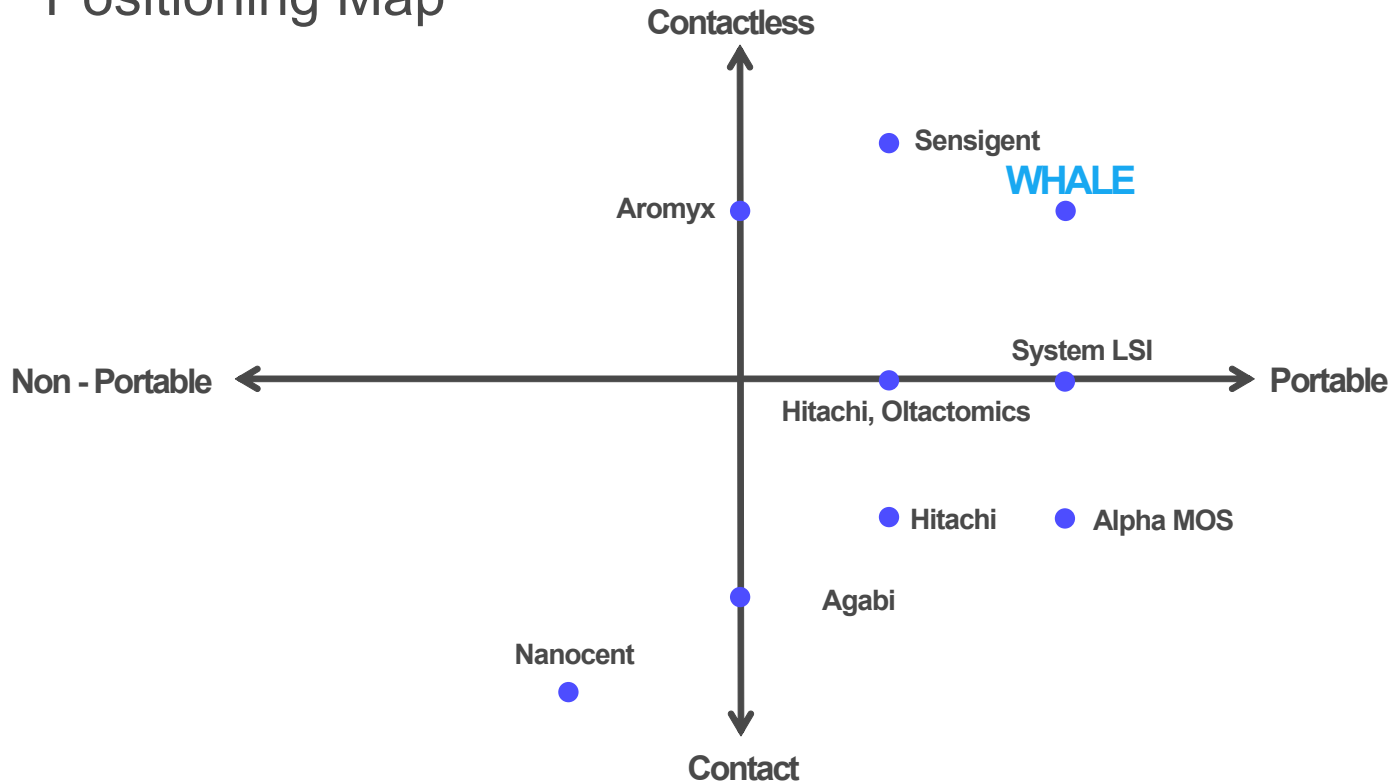 Positioning Map
Contactless
Sensigent
WHALE
Aromyx
System LSI
Non - Portable
Portable
Hitachi, Oltactomics
Hitachi
Alpha MOS
Agabi
Nanocent
Contact